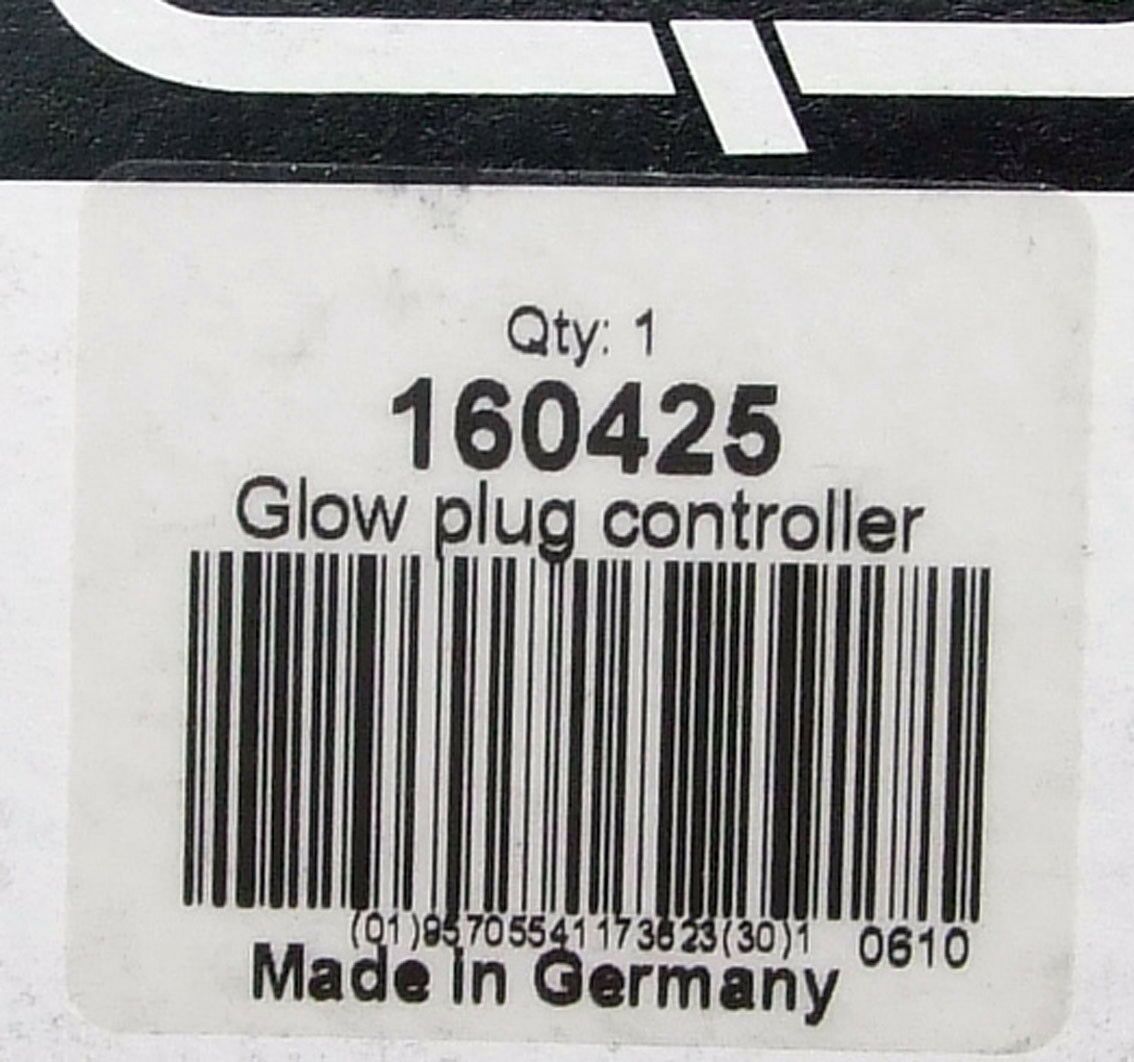 Qty: 1
160425
Glow plug controller
(01)95705541173623(30)1 0610
Made in Germany